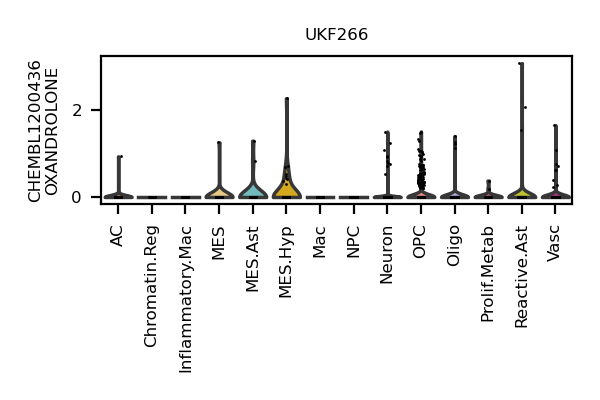 UKF266
CHEMBL1200436
OXANDROLONE
2
0
AC
Chromatin.Reg
Inflammatory.Mac
MES
MES.Ast
MES.Hyp
Mac
NPC
Neuron
OPC
Oligo
Prolif.Metab
Reactive.Ast
Vasc